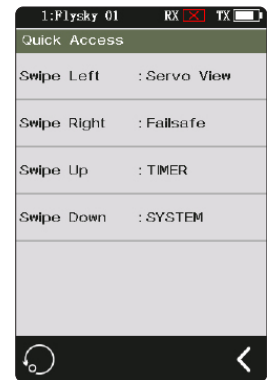 1:Flysky 01 RX TX
Quick Access
Swipe Left : Servo View
Swipe Right : Failsafe
Swipe Up : TIMER
Swipe Down : SYSTEM